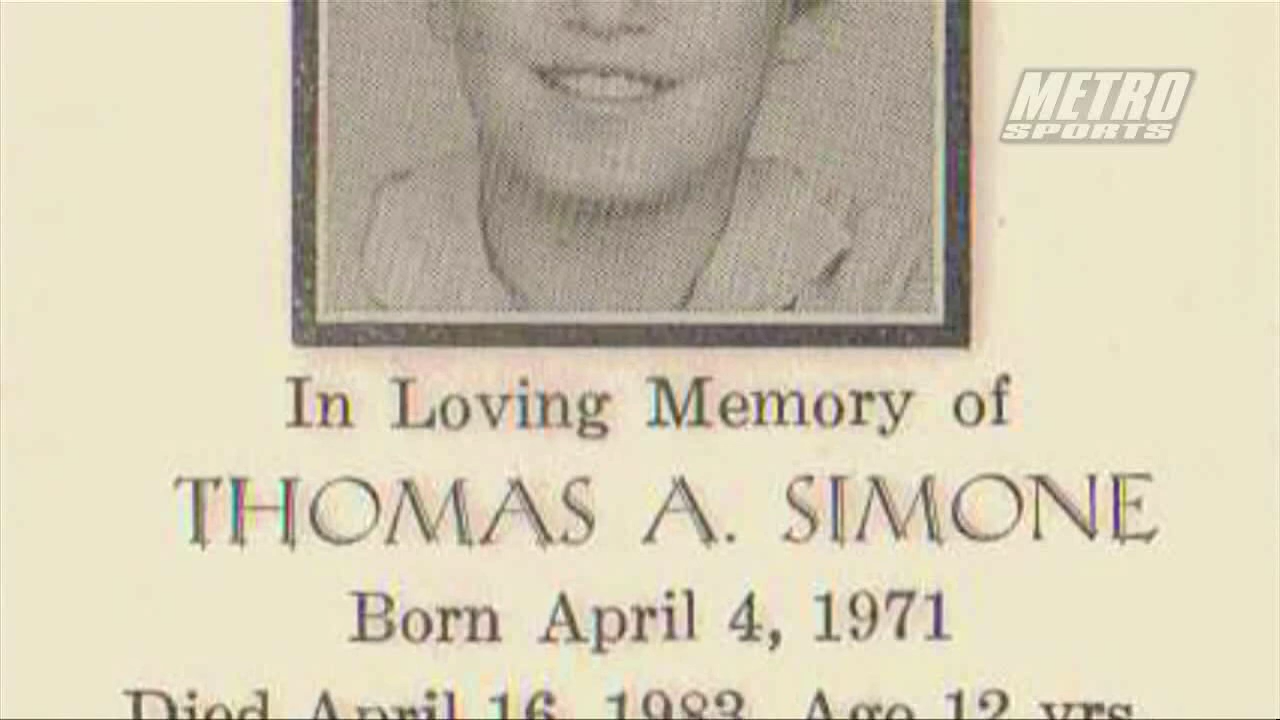 METRO
SPORTS
In Loving Memory of
THOMAS A. SIMONE
Born April 4, 1971
Died April 16, 1983 Age 12 yrs.